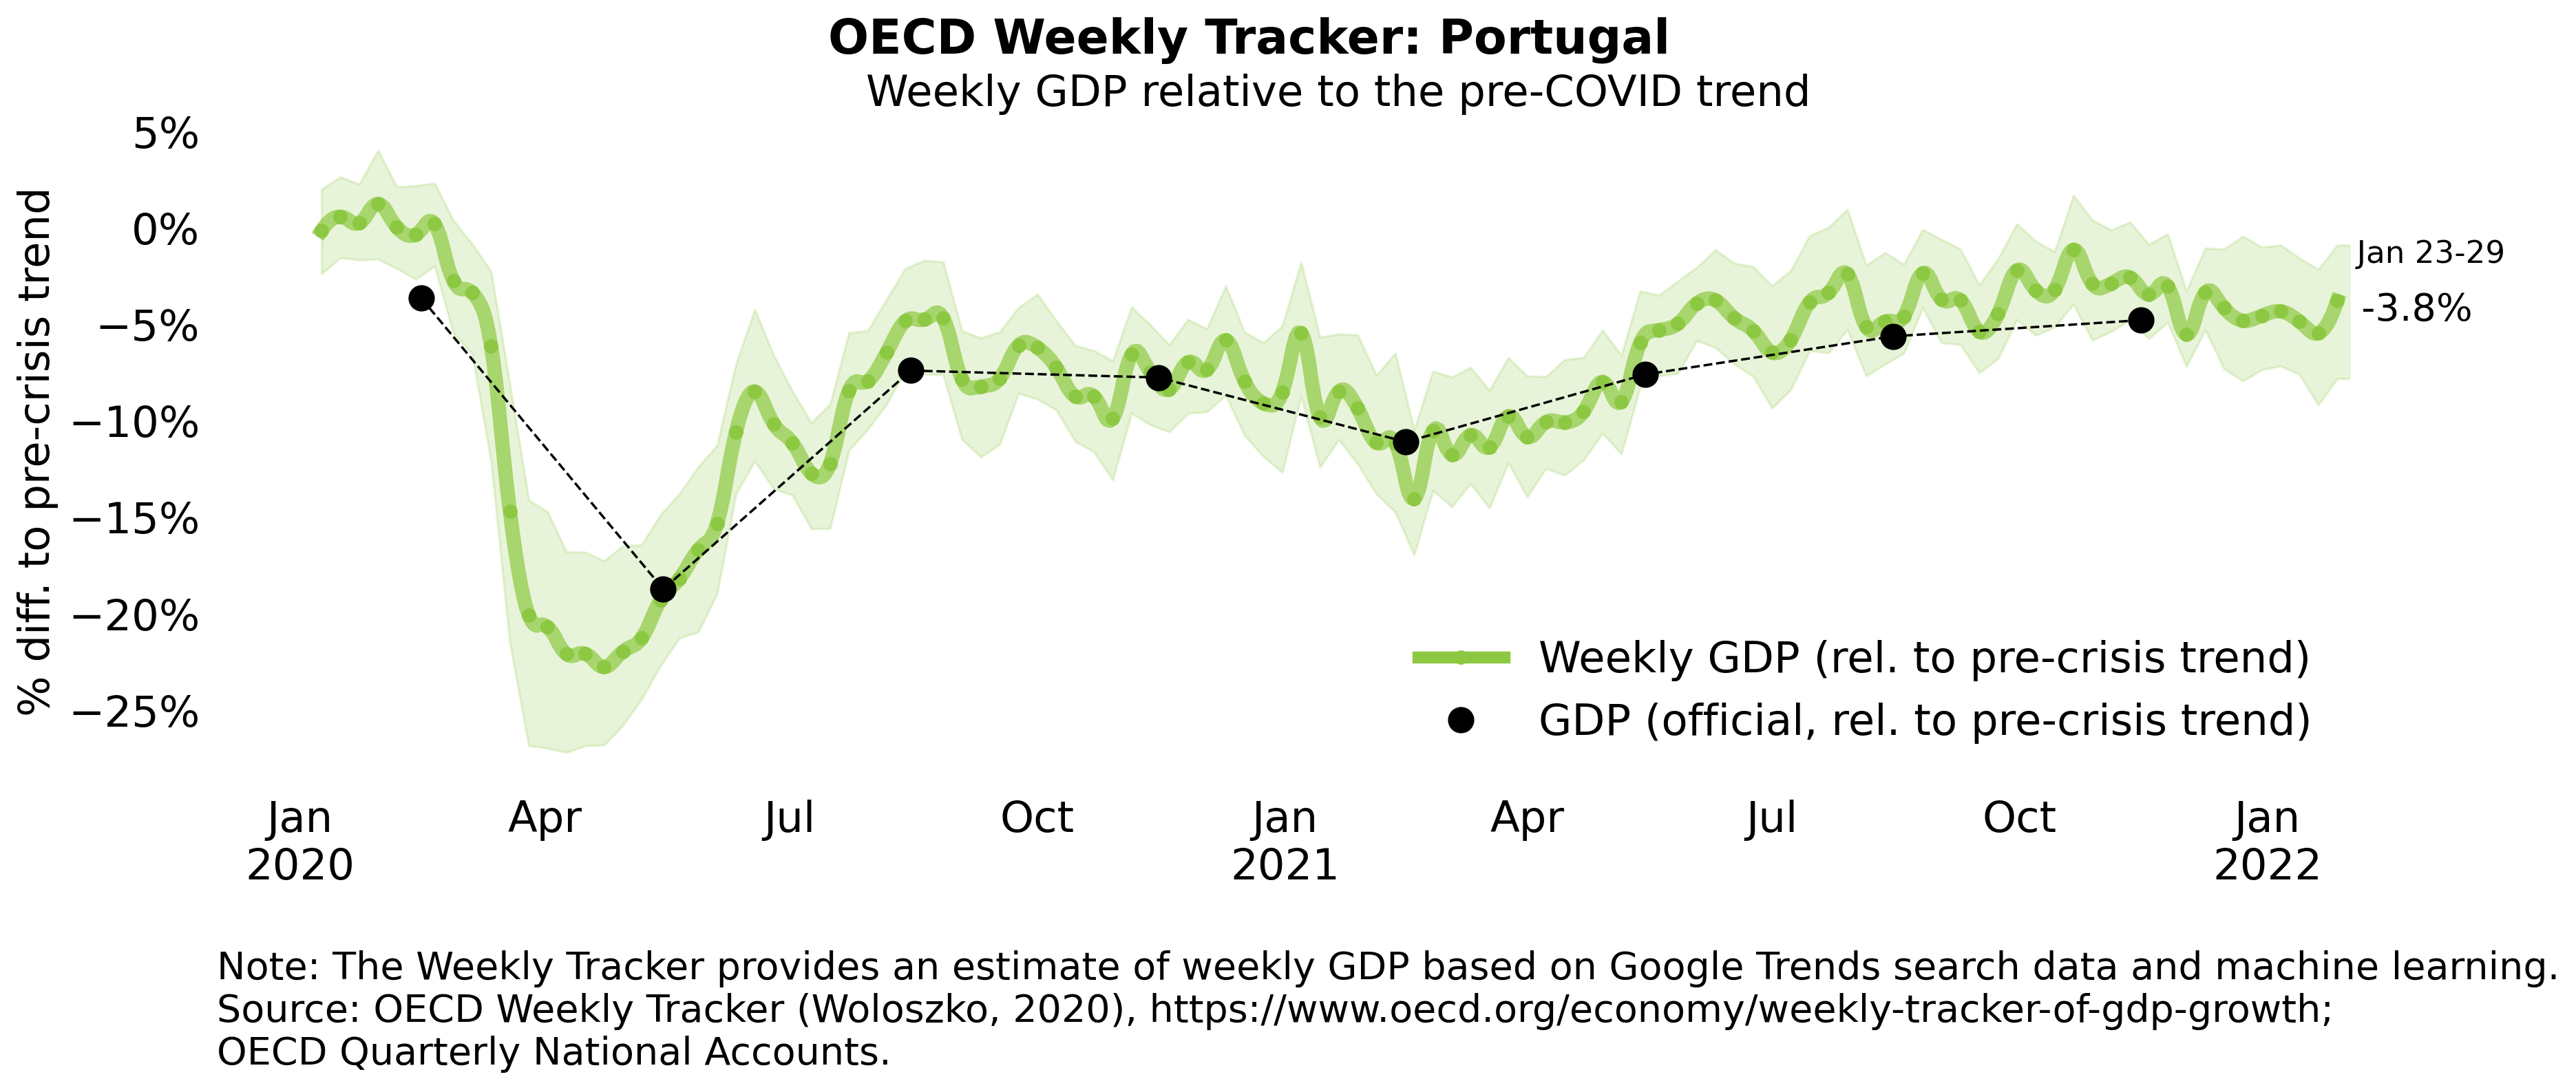 OECD Weekly Tracker: Portugal
Weekly GDP relative to the pre-COVID trend
% diff. to pre-crisis trend
5%
0%
−5%
−10%
−15%
−20%
−25%
Jan 23-29
-3.8%
Weekly GDP (rel. to pre-crisis trend)
GDP (official, rel. to pre-crisis trend)
Jan Apr Jul Oct Jan Apr Jul Oct Jan
2020 2021 2022
Note: The Weekly Tracker provides an estimate of weekly GDP based on Google Trends search data and machine learning.
Source: OECD Weekly Tracker (Woloszko, 2020), https://www.oecd.org/economy/weekly-tracker-of-gdp-growth;
OECD Quarterly National Accounts.